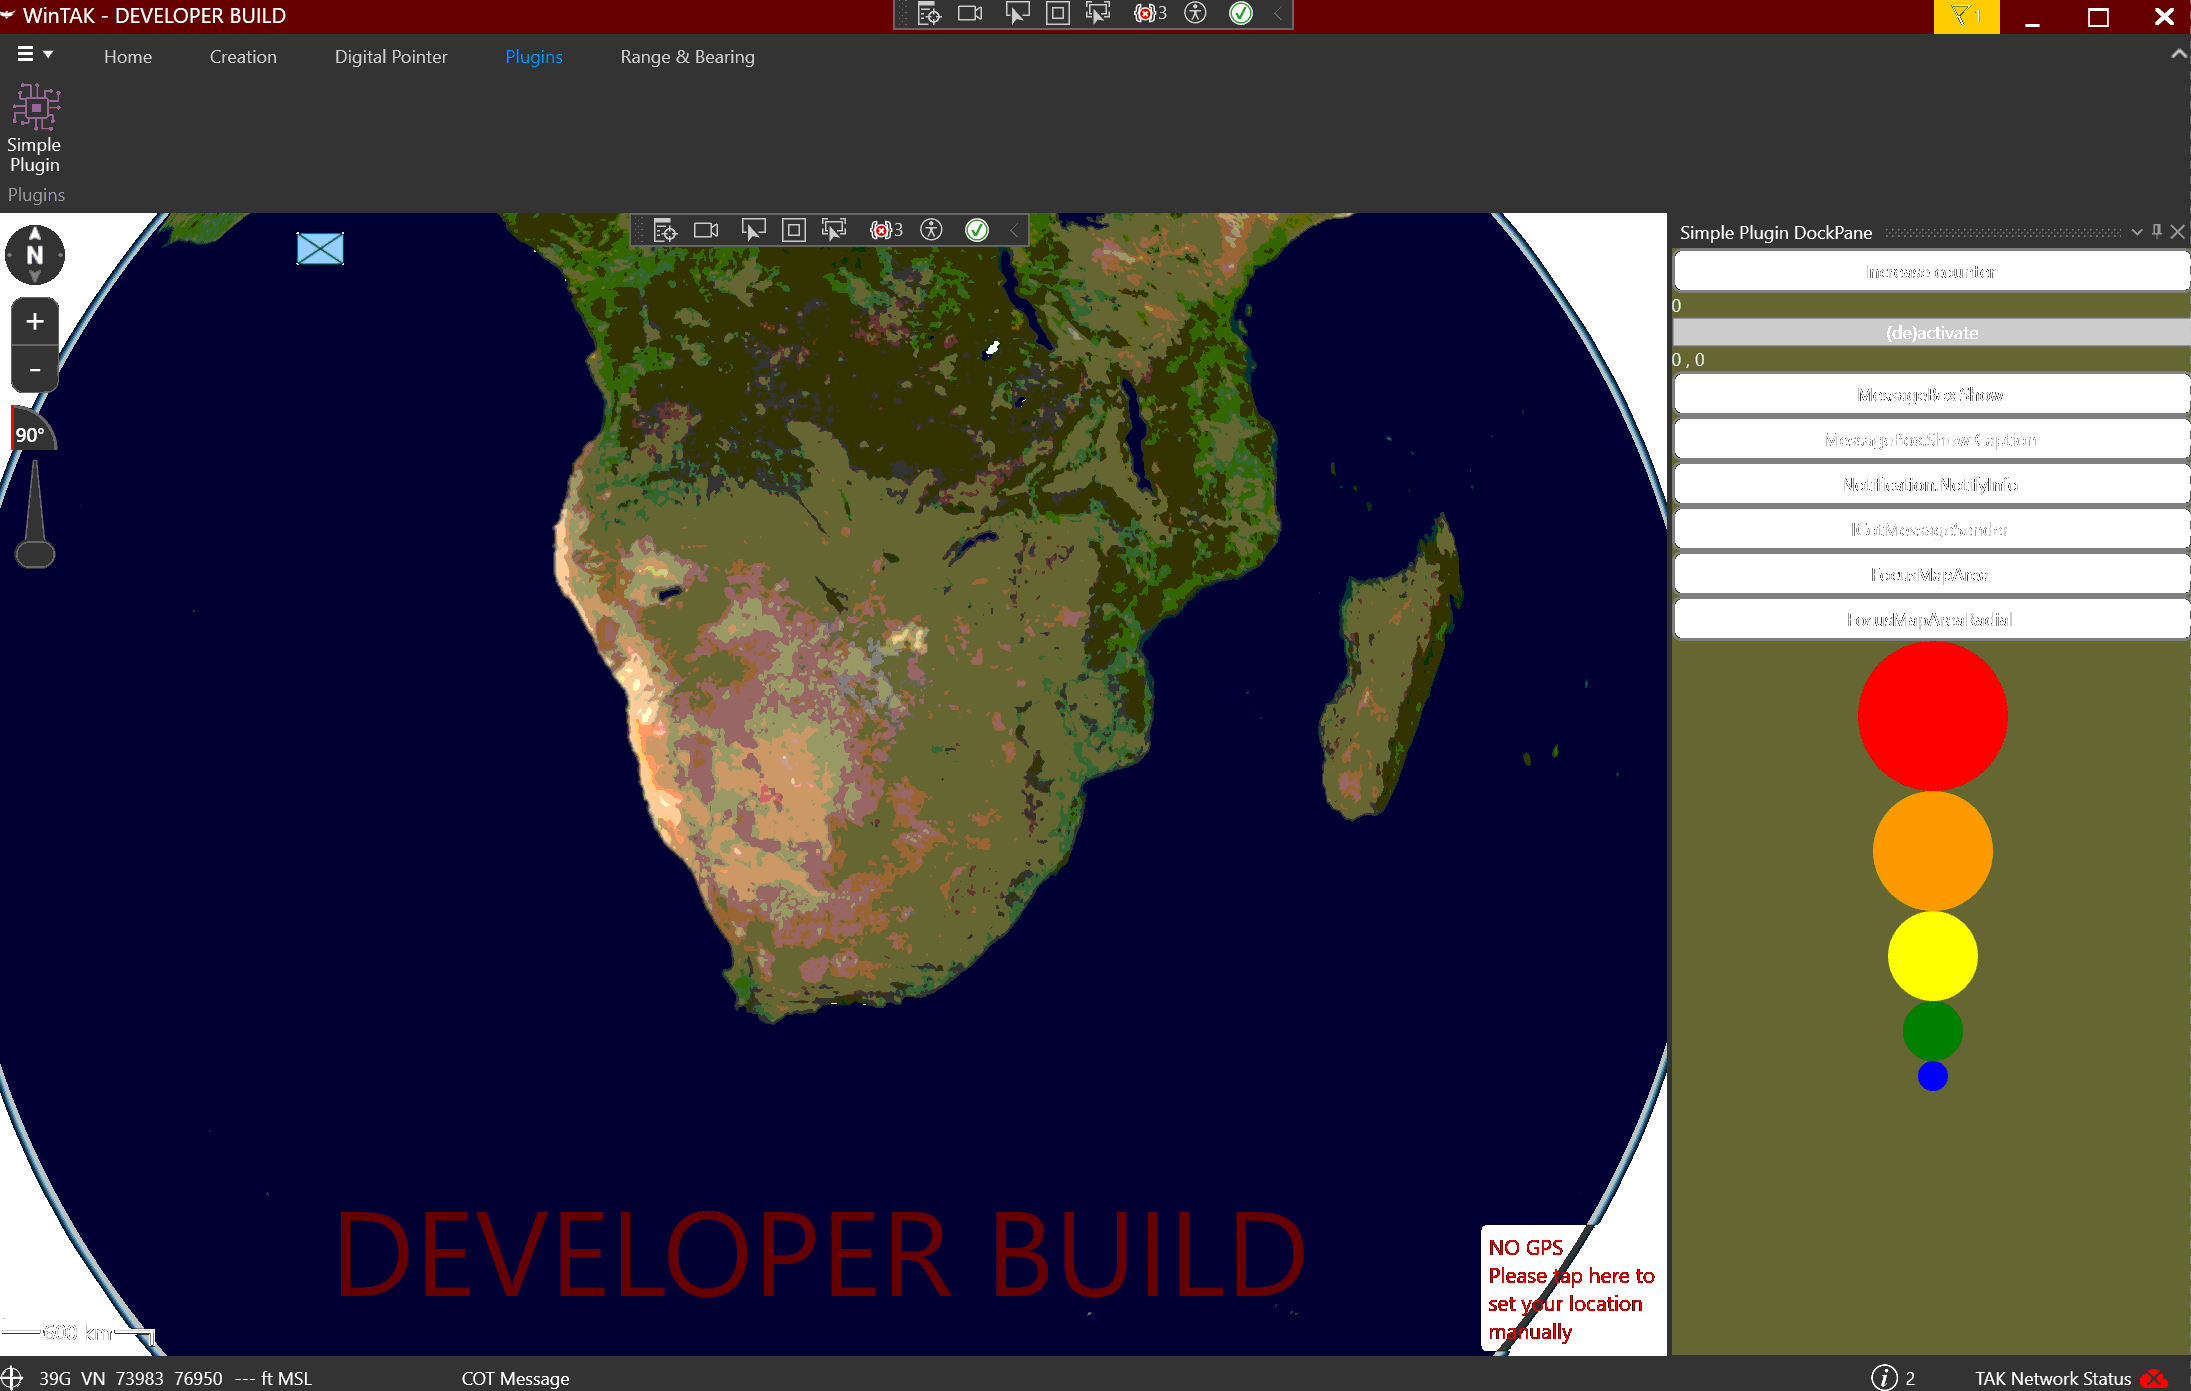 WinTAK - DEVELOPER BUILD
3
1
Home
Creation
Digital Pointer
Plugins
Range & Bearing
Simple
Plugin
Plugins
N
+
-
90°
3
Simple Plugin DockPane
Increase counter
0
(de)activate
0 , 0
MessageBox.Show
MessageBox.Show Caption
Notification.NotifyInfo
ICotMessageSender
FocusMapArea
FocusMapAreaRadial
DEVELOPER BUILD
NO GPS
Please tap here to
set your location
manually
600 km
39G VN 73983 76950 --- ft MSL
COT Message
2
TAK Network Status